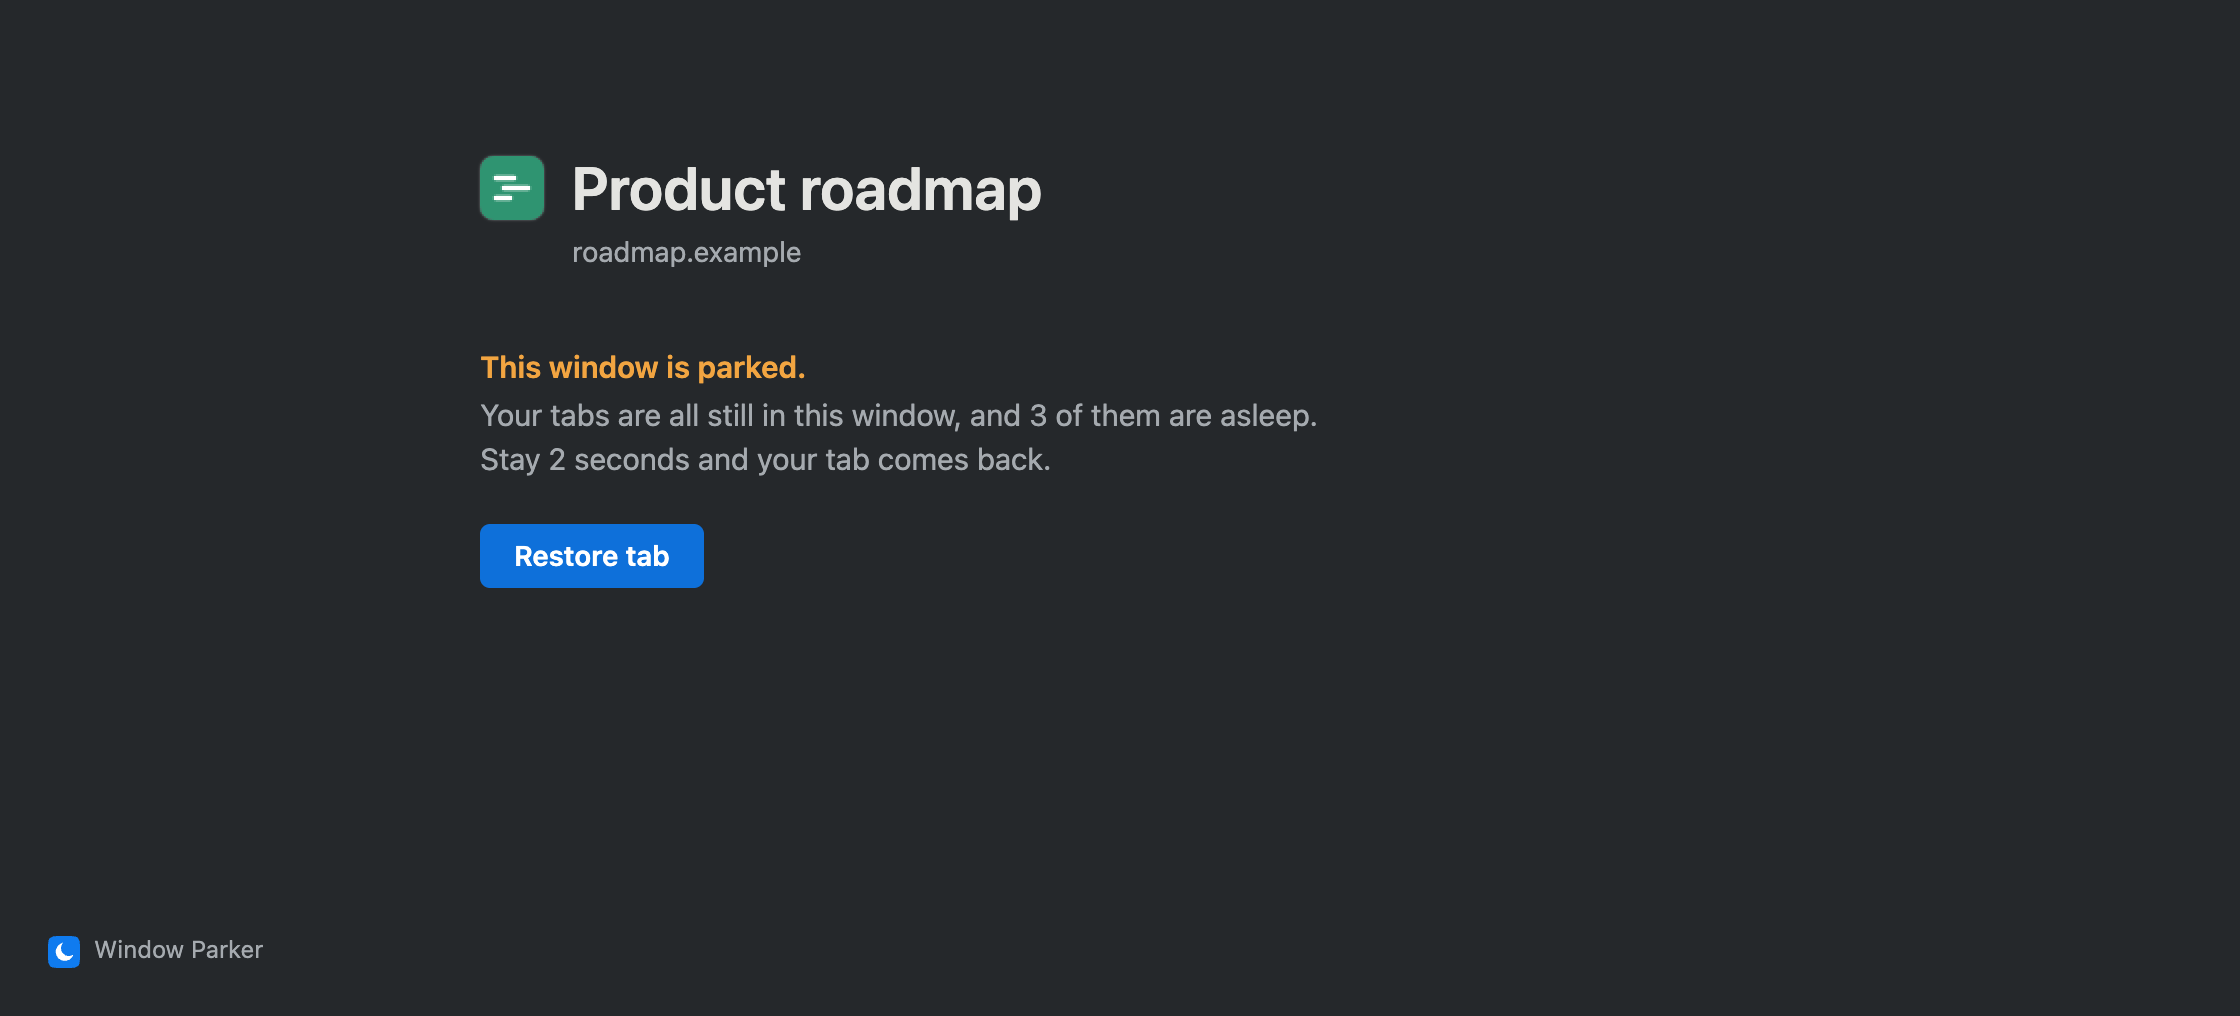 Product roadmap
roadmap.example
This window is parked.
Your tabs are all still in this window, and 3 of them are asleep.
Stay 2 seconds and your tab comes back.
Restore tab
Window Parker